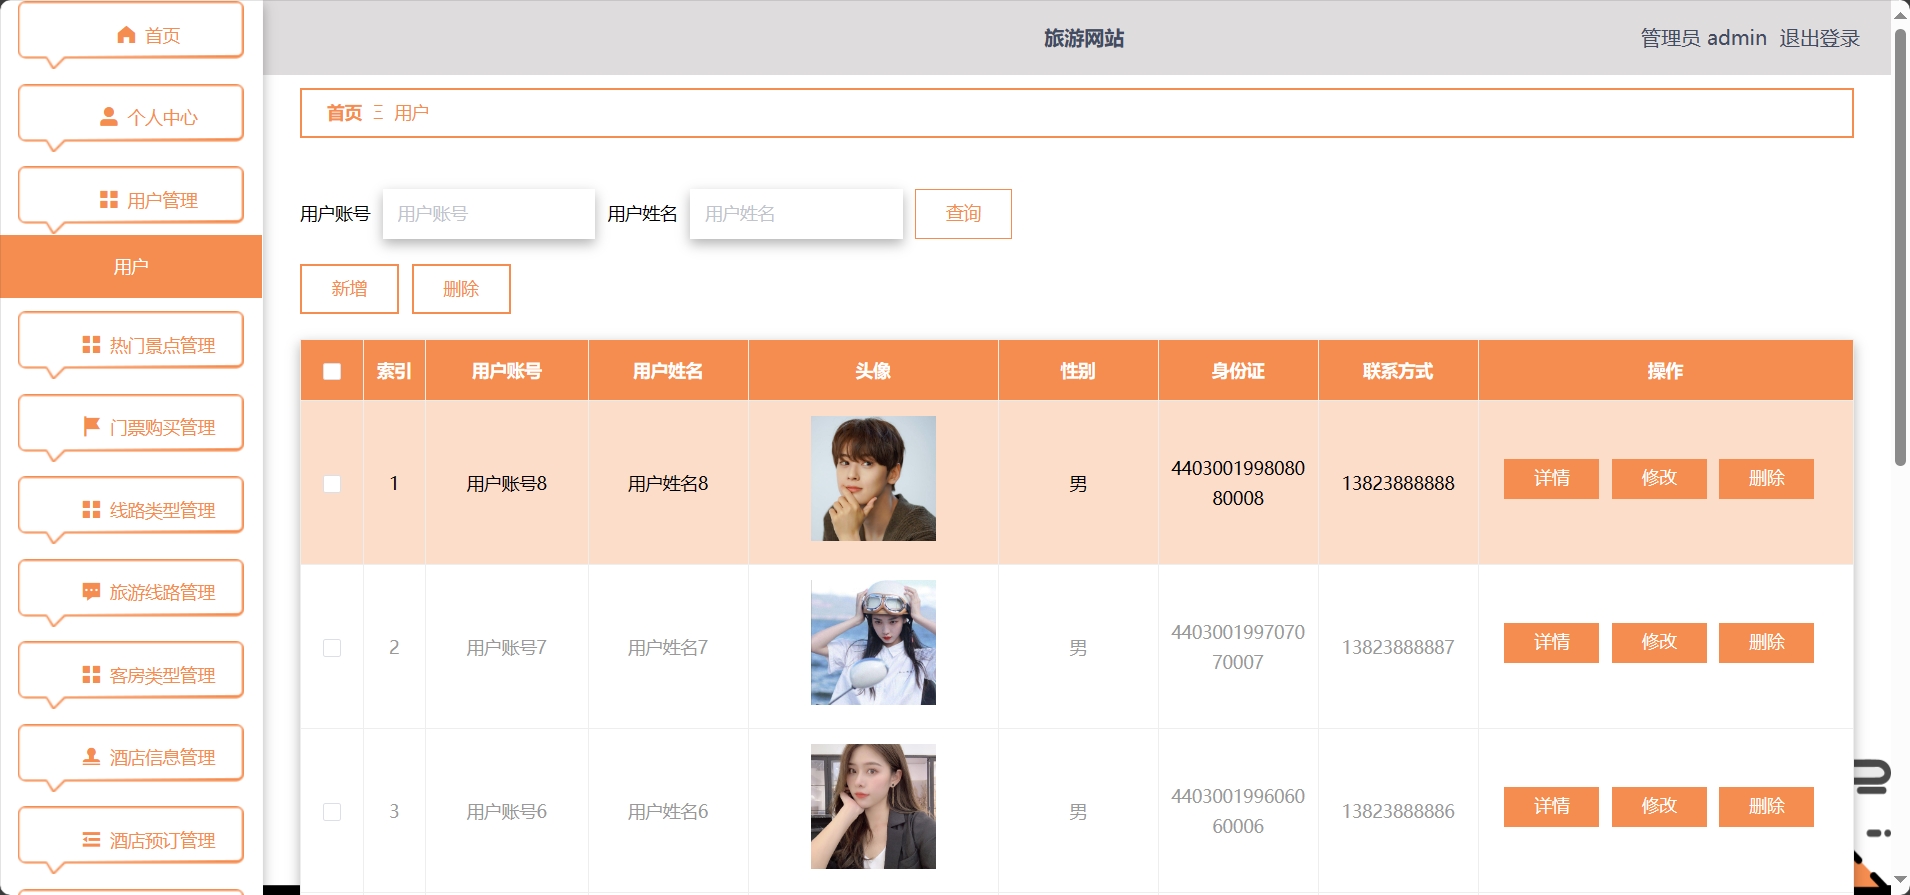 旅游网站
管理员 admin 退出登录
首页
个人中心
用户管理
用户
热门景点管理
门票购买管理
线路类型管理
旅游线路管理
客房类型管理
酒店信息管理
酒店预订管理
首页 Ξ 用户
用户账号 用户账号 用户姓名 用户姓名 查询
新增 删除
索引 用户账号 用户姓名 头像 性别 身份证 联系方式 操作
1 用户账号8 用户姓名8 男 4403001998080 13823888888 详情 修改 删除
80008
2 用户账号7 用户姓名7 男 4403001997070 13823888887 详情 修改 删除
70007
3 用户账号6 用户姓名6 男 4403001996060 13823888886 详情 修改 删除
60006